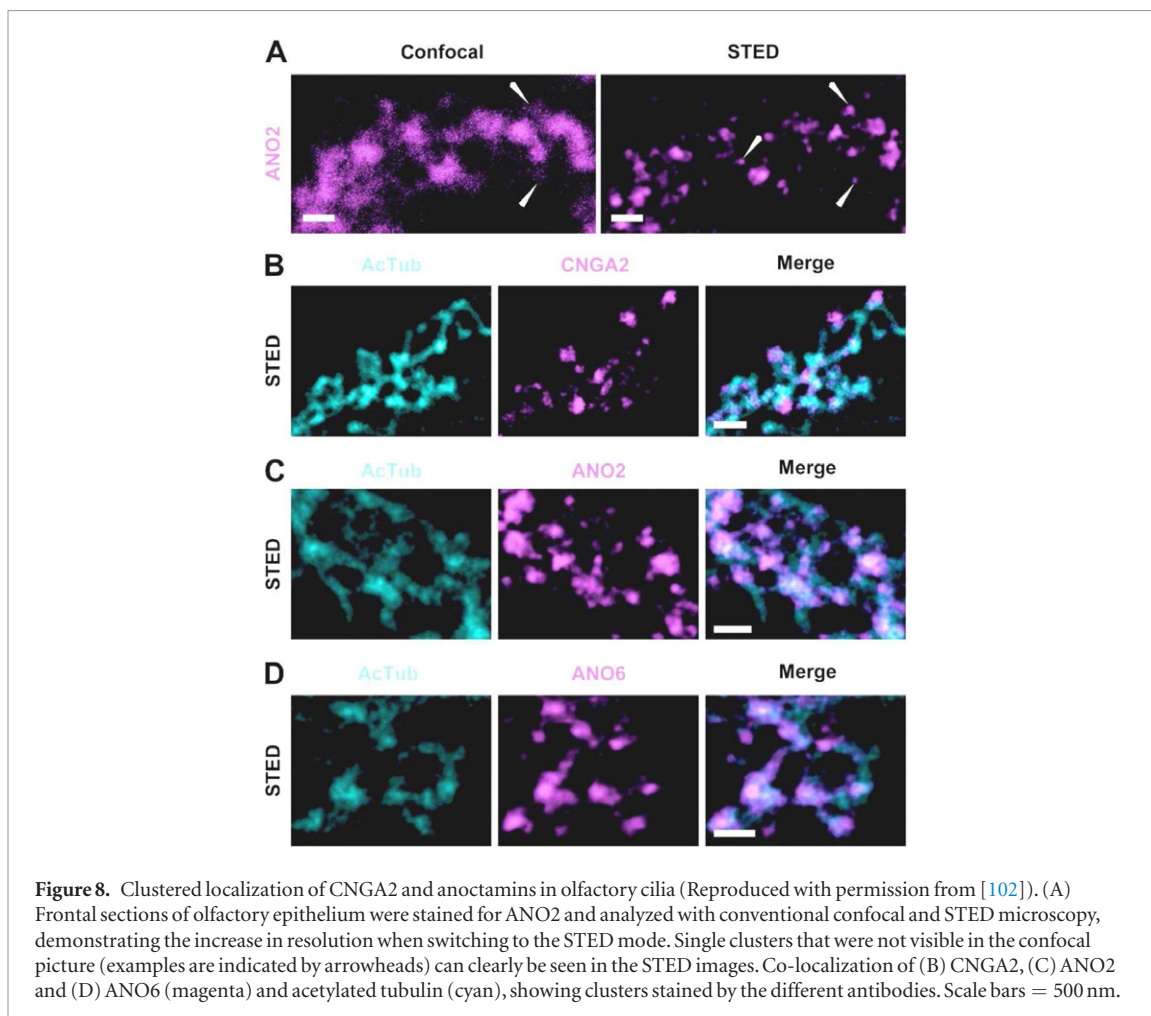 A
Confocal
STED
ANO2
B
AcTub
CNGA2
Merge
STED
C
AcTub
ANO2
Merge
STED
D
AcTub
ANO6
Merge
STED
Figure 8. Clustered localization of CNGA2 and anoctamins in olfactory cilia (Reproduced with permission from [102]). (A)
Frontal sections of olfactory epithelium were stained for ANO2 and analyzed with conventional confocal and STED microscopy,
demonstrating the increase in resolution when switching to the STED mode. Single clusters that were not visible in the confocal
picture (examples are indicated by arrowheads) can clearly be seen in the STED images. Co-localization of (B) CNGA2, (C) ANO2
and (D) ANO6 (magenta) and acetylated tubulin (cyan), showing clusters stained by the different antibodies. Scale bars = 500 nm.